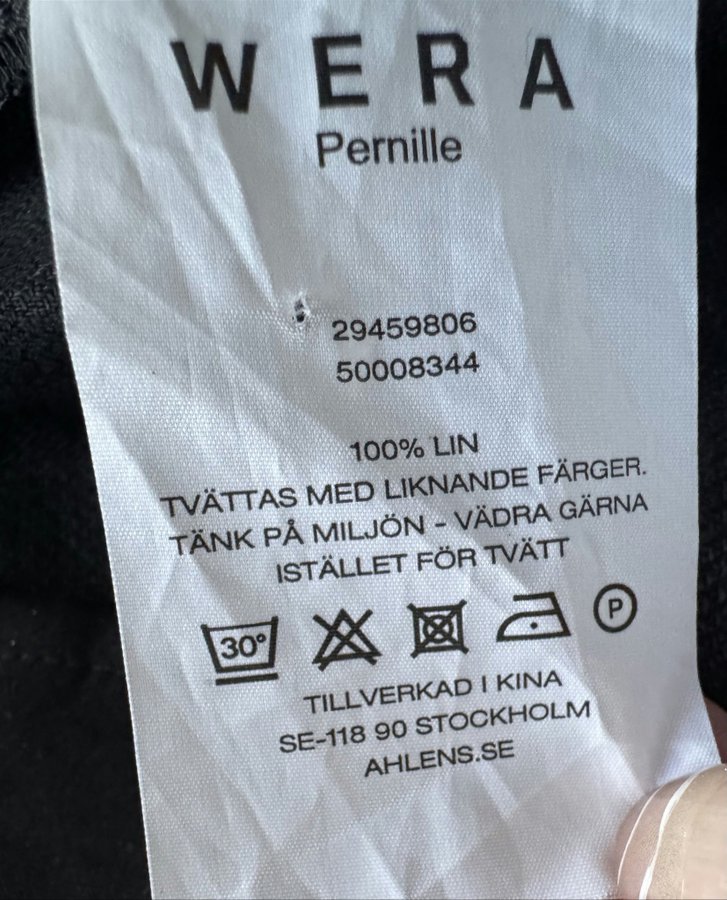 WERA
Pernille
29459806
50008344
100% LIN
TVÄTTAS MED LIKNANDE FÄRGER.
TÄNK PÅ MILJÖN - VÄDRA GÄRNA
ISTÄLLET FÖR TVÄTT
30° P
TILLVERKAD I KINA
SE-118 90 STOCKHOLM
AHLENS.SE